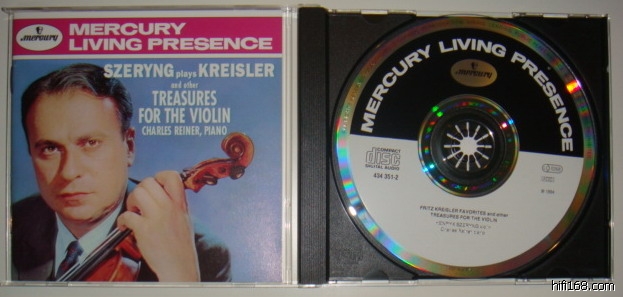 mercury
MERCURY
LIVING PRESENCE
SZERYNG plays KREISLER
and other
TREASURES
FOR THE VIOLIN
CHARLES REINER, PIANO
MERCURY LIVING PRESENCE
mercury
COMPACT
disc
DIGITAL AUDIO
434 351-2
FRITZ KREISLER FAVORITES and other
TREASURES FOR THE VIOLIN
hifi168.com